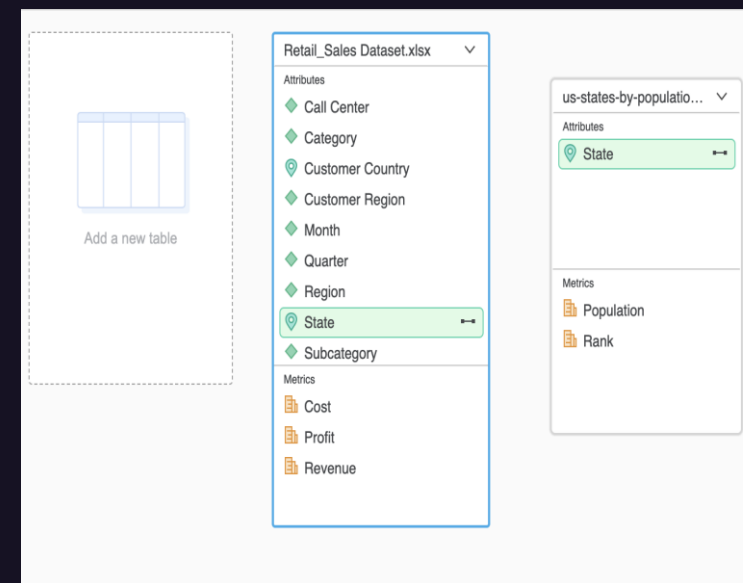 Add a new table
Retail_Sales Dataset.xlsx
Attributes
Call Center
Category
Customer Country
Customer Region
Month
Quarter
Region
State
Subcategory
Metrics
Cost
Profit
Revenue
us-states-by-populatio...
Attributes
State
Metrics
Population
Rank